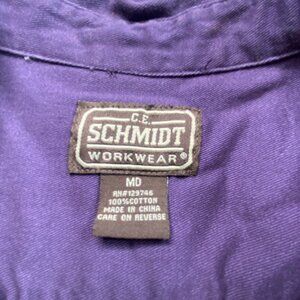 C.E.
SCHMIDT
WORKWEAR®
MD
RN#129746
100%COTTON
MADE IN CHINA
CARE ON REVERSE